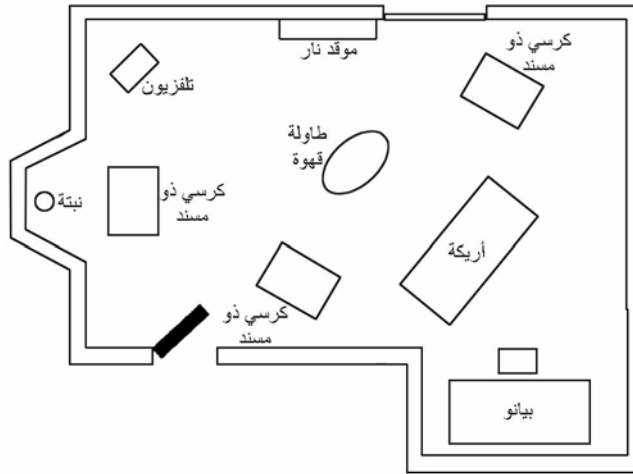 موقد نار
كرسي ذو
مسند
تلفزيون
طاولة
قهوة
كرسي ذو
مسند
نبتة
أريكة
كرسي ذو
مسند
بيانو